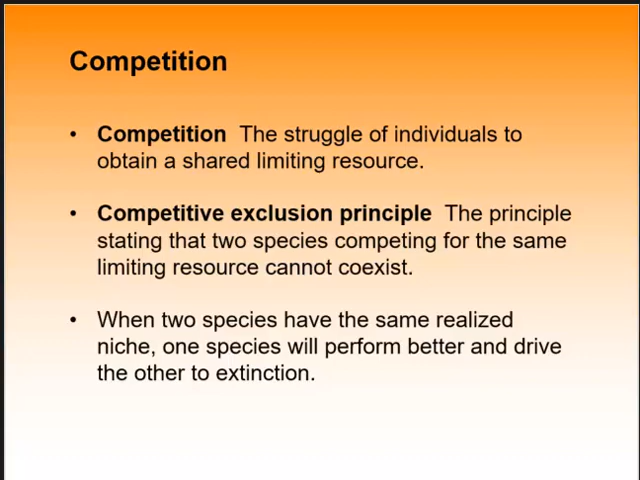 Competition
• Competition The struggle of individuals to
obtain a shared limiting resource.
• Competitive exclusion principle The principle
stating that two species competing for the same
limiting resource cannot coexist.
• When two species have the same realized
niche, one species will perform better and drive
the other to extinction.